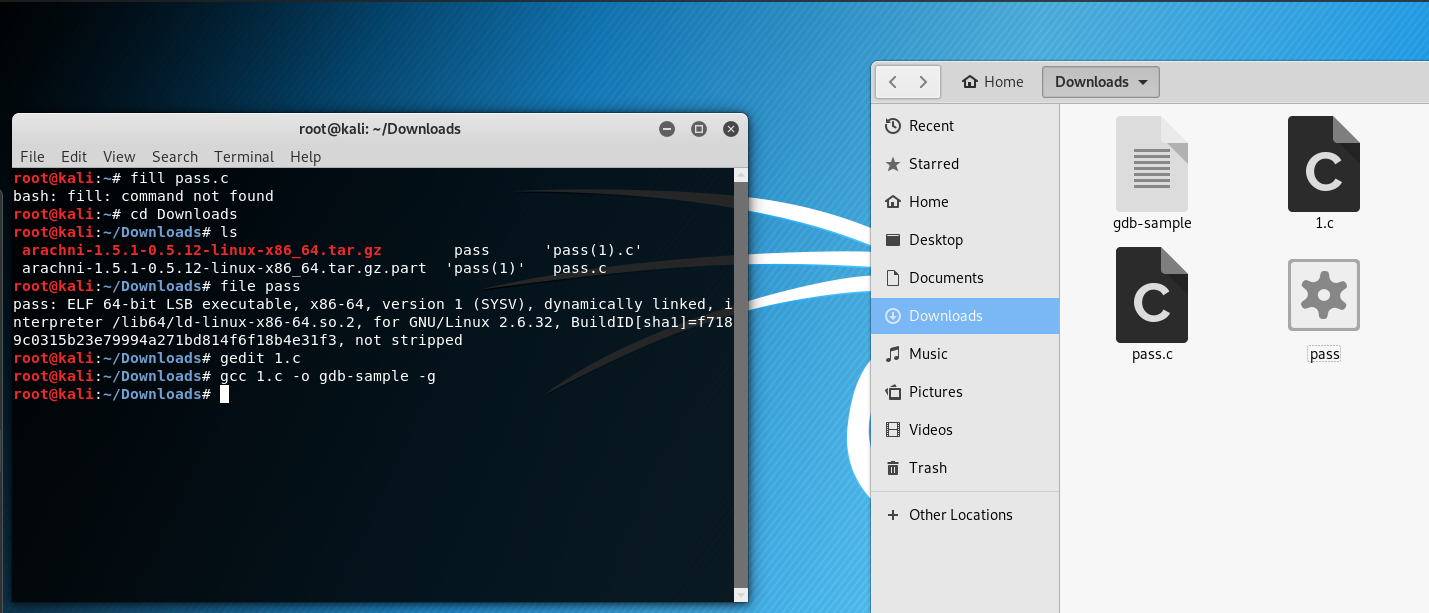 root@kali: ~/Downloads
File Edit View Search Terminal Help
root@kali:~# fill pass.c
bash: fill: command not found
root@kali:~# cd Downloads
root@kali:~/Downloads# ls
arachni-1.5.1-0.5.12-linux-x86_64.tar.gz pass 'pass(1).c'
arachni-1.5.1-0.5.12-linux-x86_64.tar.gz.part 'pass(1)' pass.c
root@kali:~/Downloads# file pass
pass: ELF 64-bit LSB executable, x86-64, version 1 (SYSV), dynamically linked, i
nterpreter /lib64/ld-linux-x86-64.so.2, for GNU/Linux 2.6.32, BuildID[sha1]=f718
9c0315b23e79994a271bd814f6f18b4e31f3, not stripped
root@kali:~/Downloads# gedit 1.c
root@kali:~/Downloads# gcc 1.c -o gdb-sample -g
root@kali:~/Downloads#
Home Downloads
Recent
Starred
Home
Desktop
Documents
Downloads
Music
Pictures
Videos
Trash
Other Locations
C
gdb-sample 1.c
C
pass.c pass